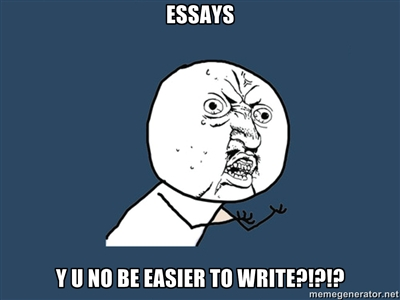 ESSAYS
Y U NO BE EASIER TO WRITE?!?!?
memegenerator.net